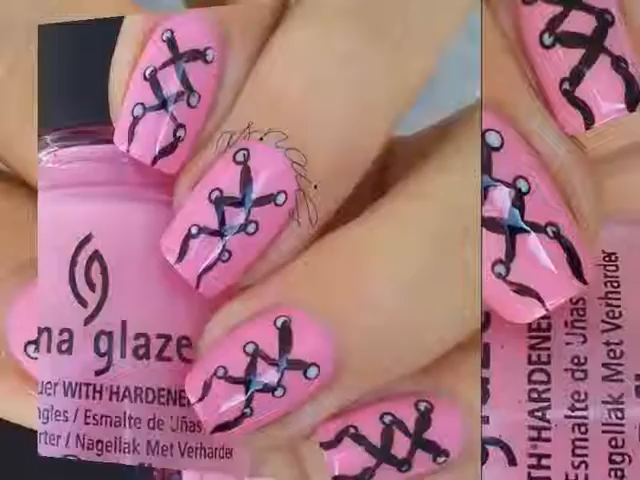 na glaze
uer WITH HARDENE
ngles / Esmalte de Uñas
rter / Nagellak Met Verharder
TH HARDENE
Esmalte de Uñas
agellak Met Verharder